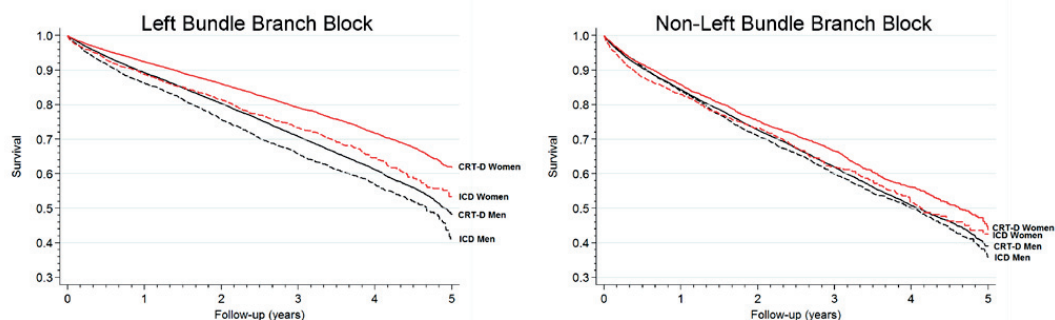 Left Bundle Branch Block
1.0
0.9
0.8
0.7
0.6
0.5
0.4
0.3
Survival
0
1
2
3
4
5
Follow-up (years)
CRT-D Women
ICD Women
CRT-D Men
ICD Men
Non-Left Bundle Branch Block
1.0
0.9
0.8
0.7
0.6
0.5
0.4
0.3
Survival
0
1
2
3
4
5
Follow-up (years)
CRT-D Women
ICD Women
CRT-D Men
ICD Men